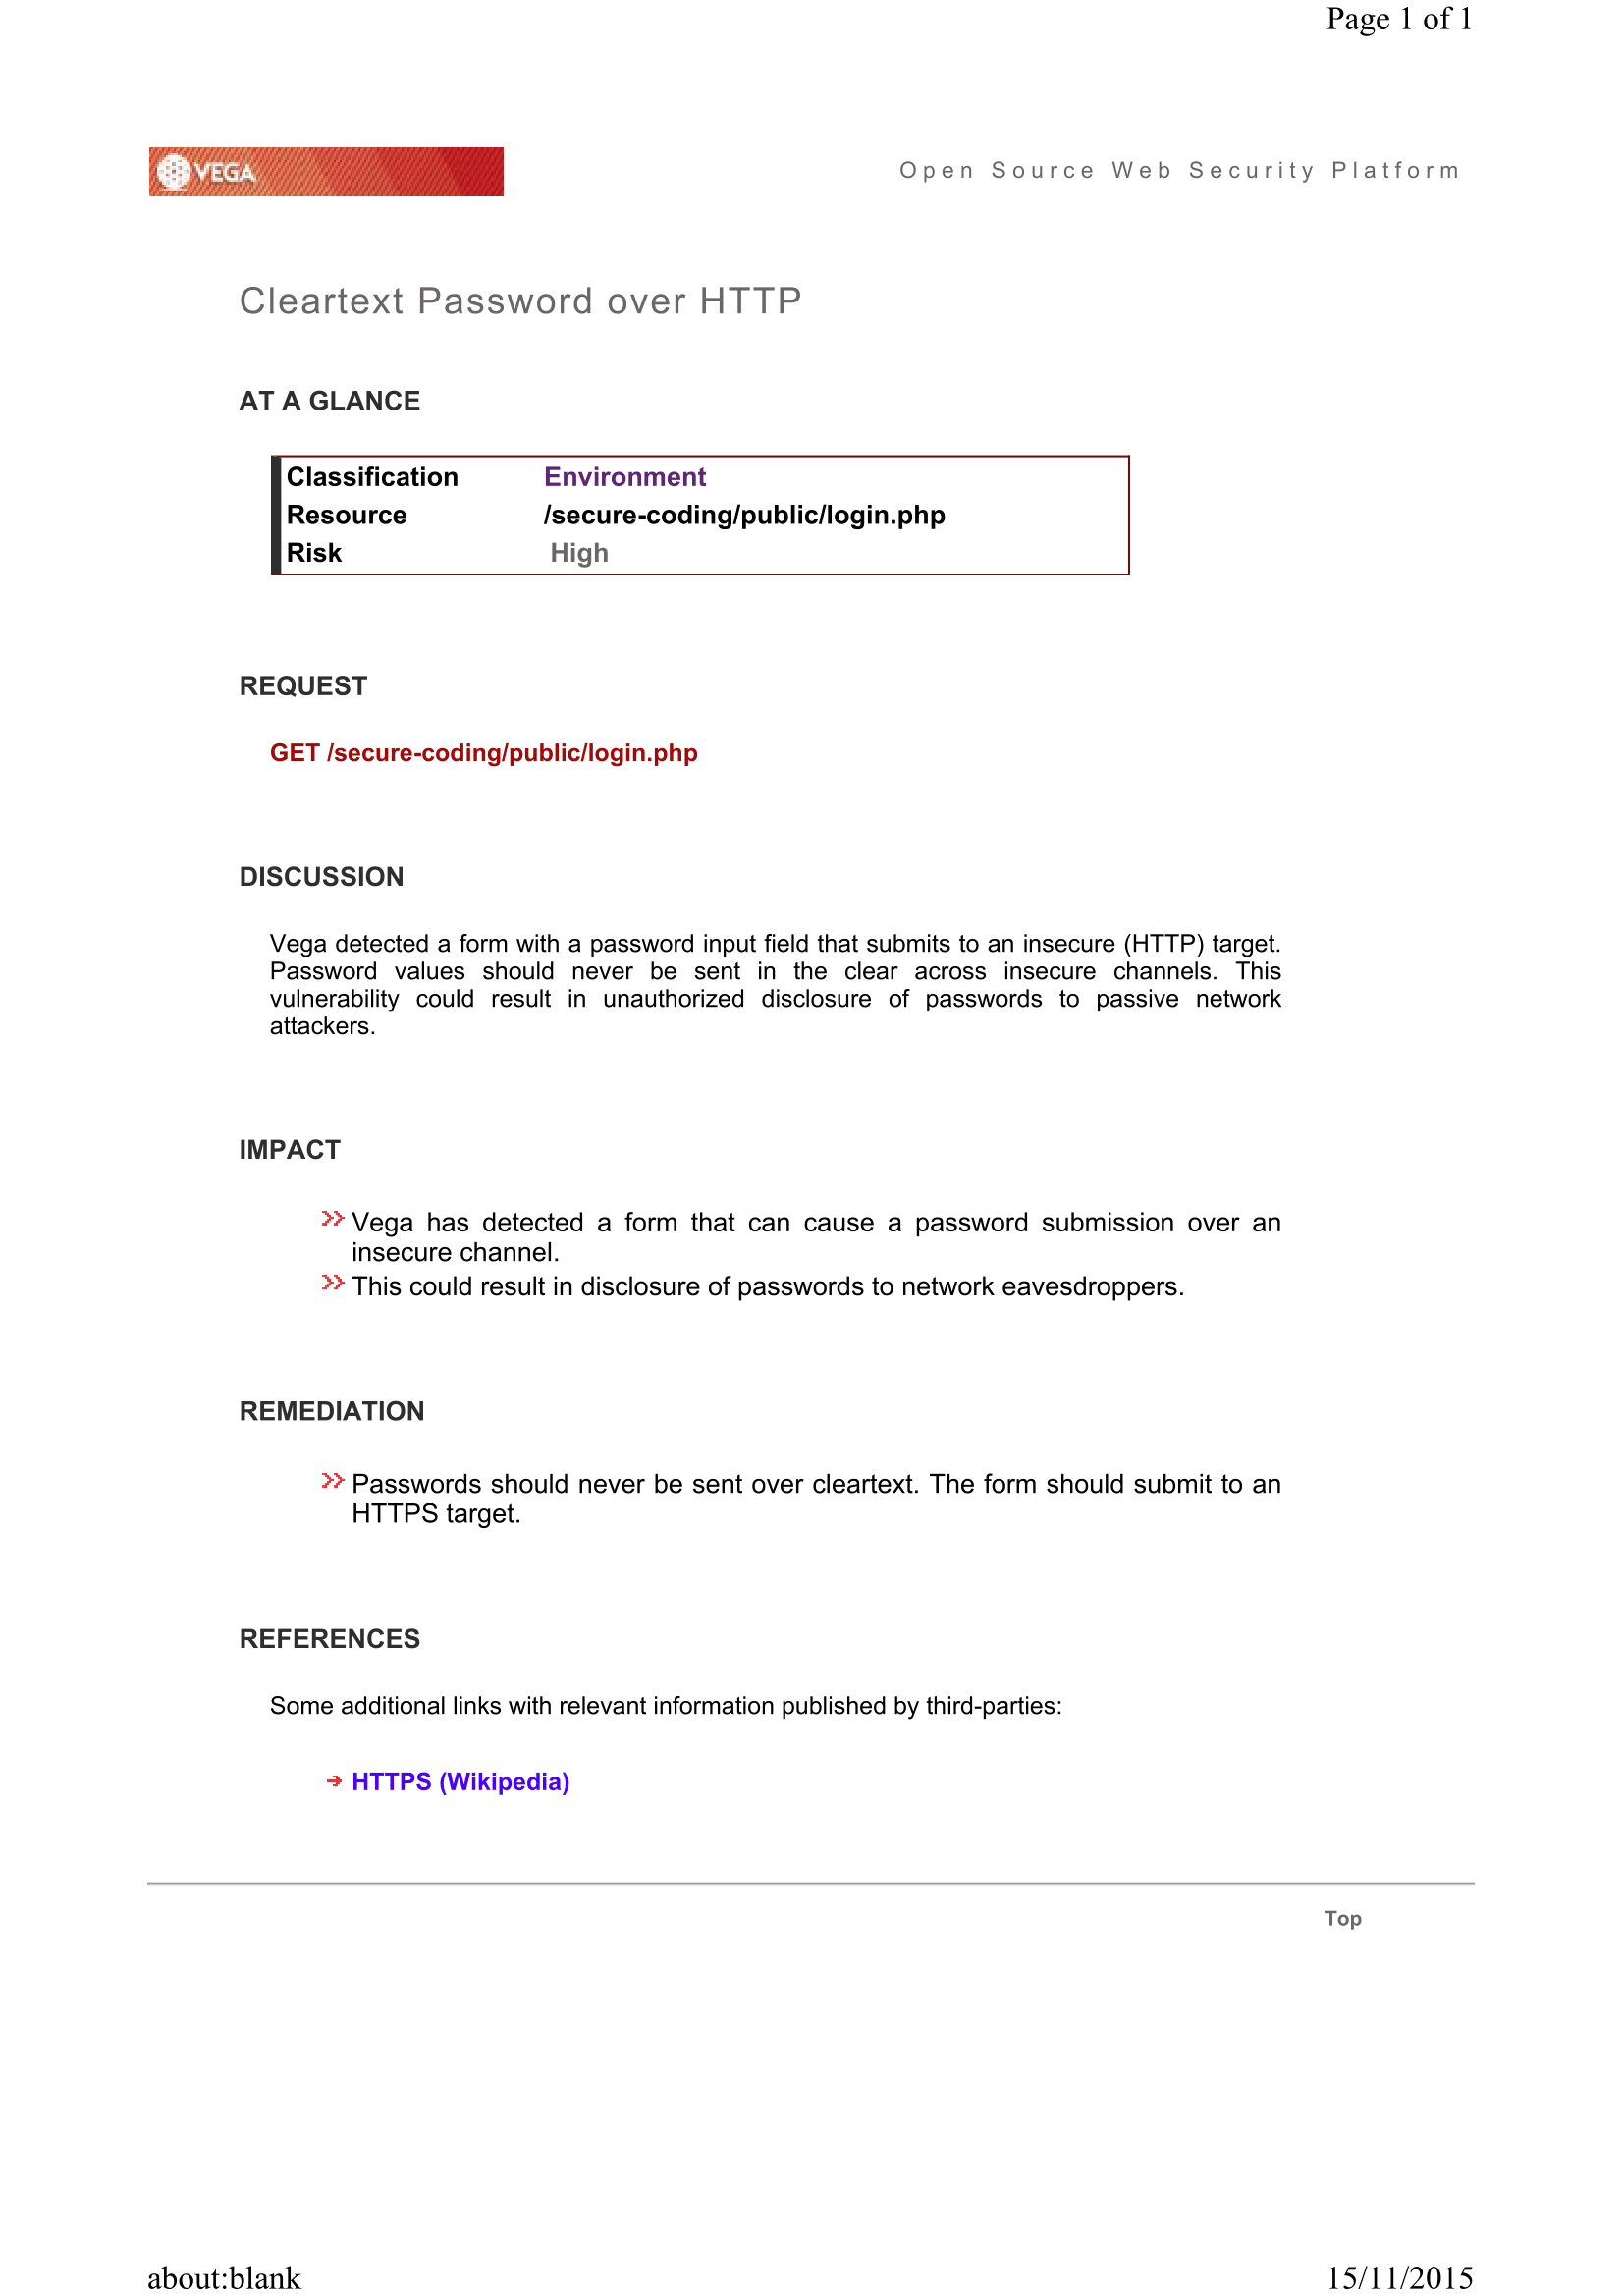 Page 1 of 1
VEGA
Open Source Web Security Platform
Cleartext Password over HTTP
AT A GLANCE
Classification Environment
Resource /secure-coding/public/login.php
Risk High
REQUEST
GET /secure-coding/public/login.php
DISCUSSION
Vega detected a form with a password input field that submits to an insecure (HTTP) target.
Password values should never be sent in the clear across insecure channels. This
vulnerability could result in unauthorized disclosure of passwords to passive network
attackers.
IMPACT
Vega has detected a form that can cause a password submission over an
insecure channel.
This could result in disclosure of passwords to network eavesdroppers.
REMEDIATION
Passwords should never be sent over cleartext. The form should submit to an
HTTPS target.
REFERENCES
Some additional links with relevant information published by third-parties:
HTTPS (Wikipedia)
Top
about:blank
15/11/2015